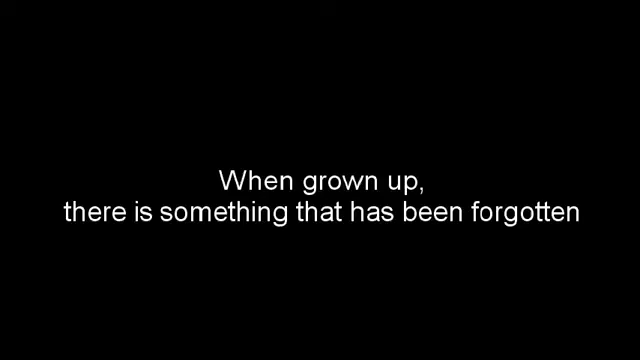 When grown up,
there is something that has been forgotten